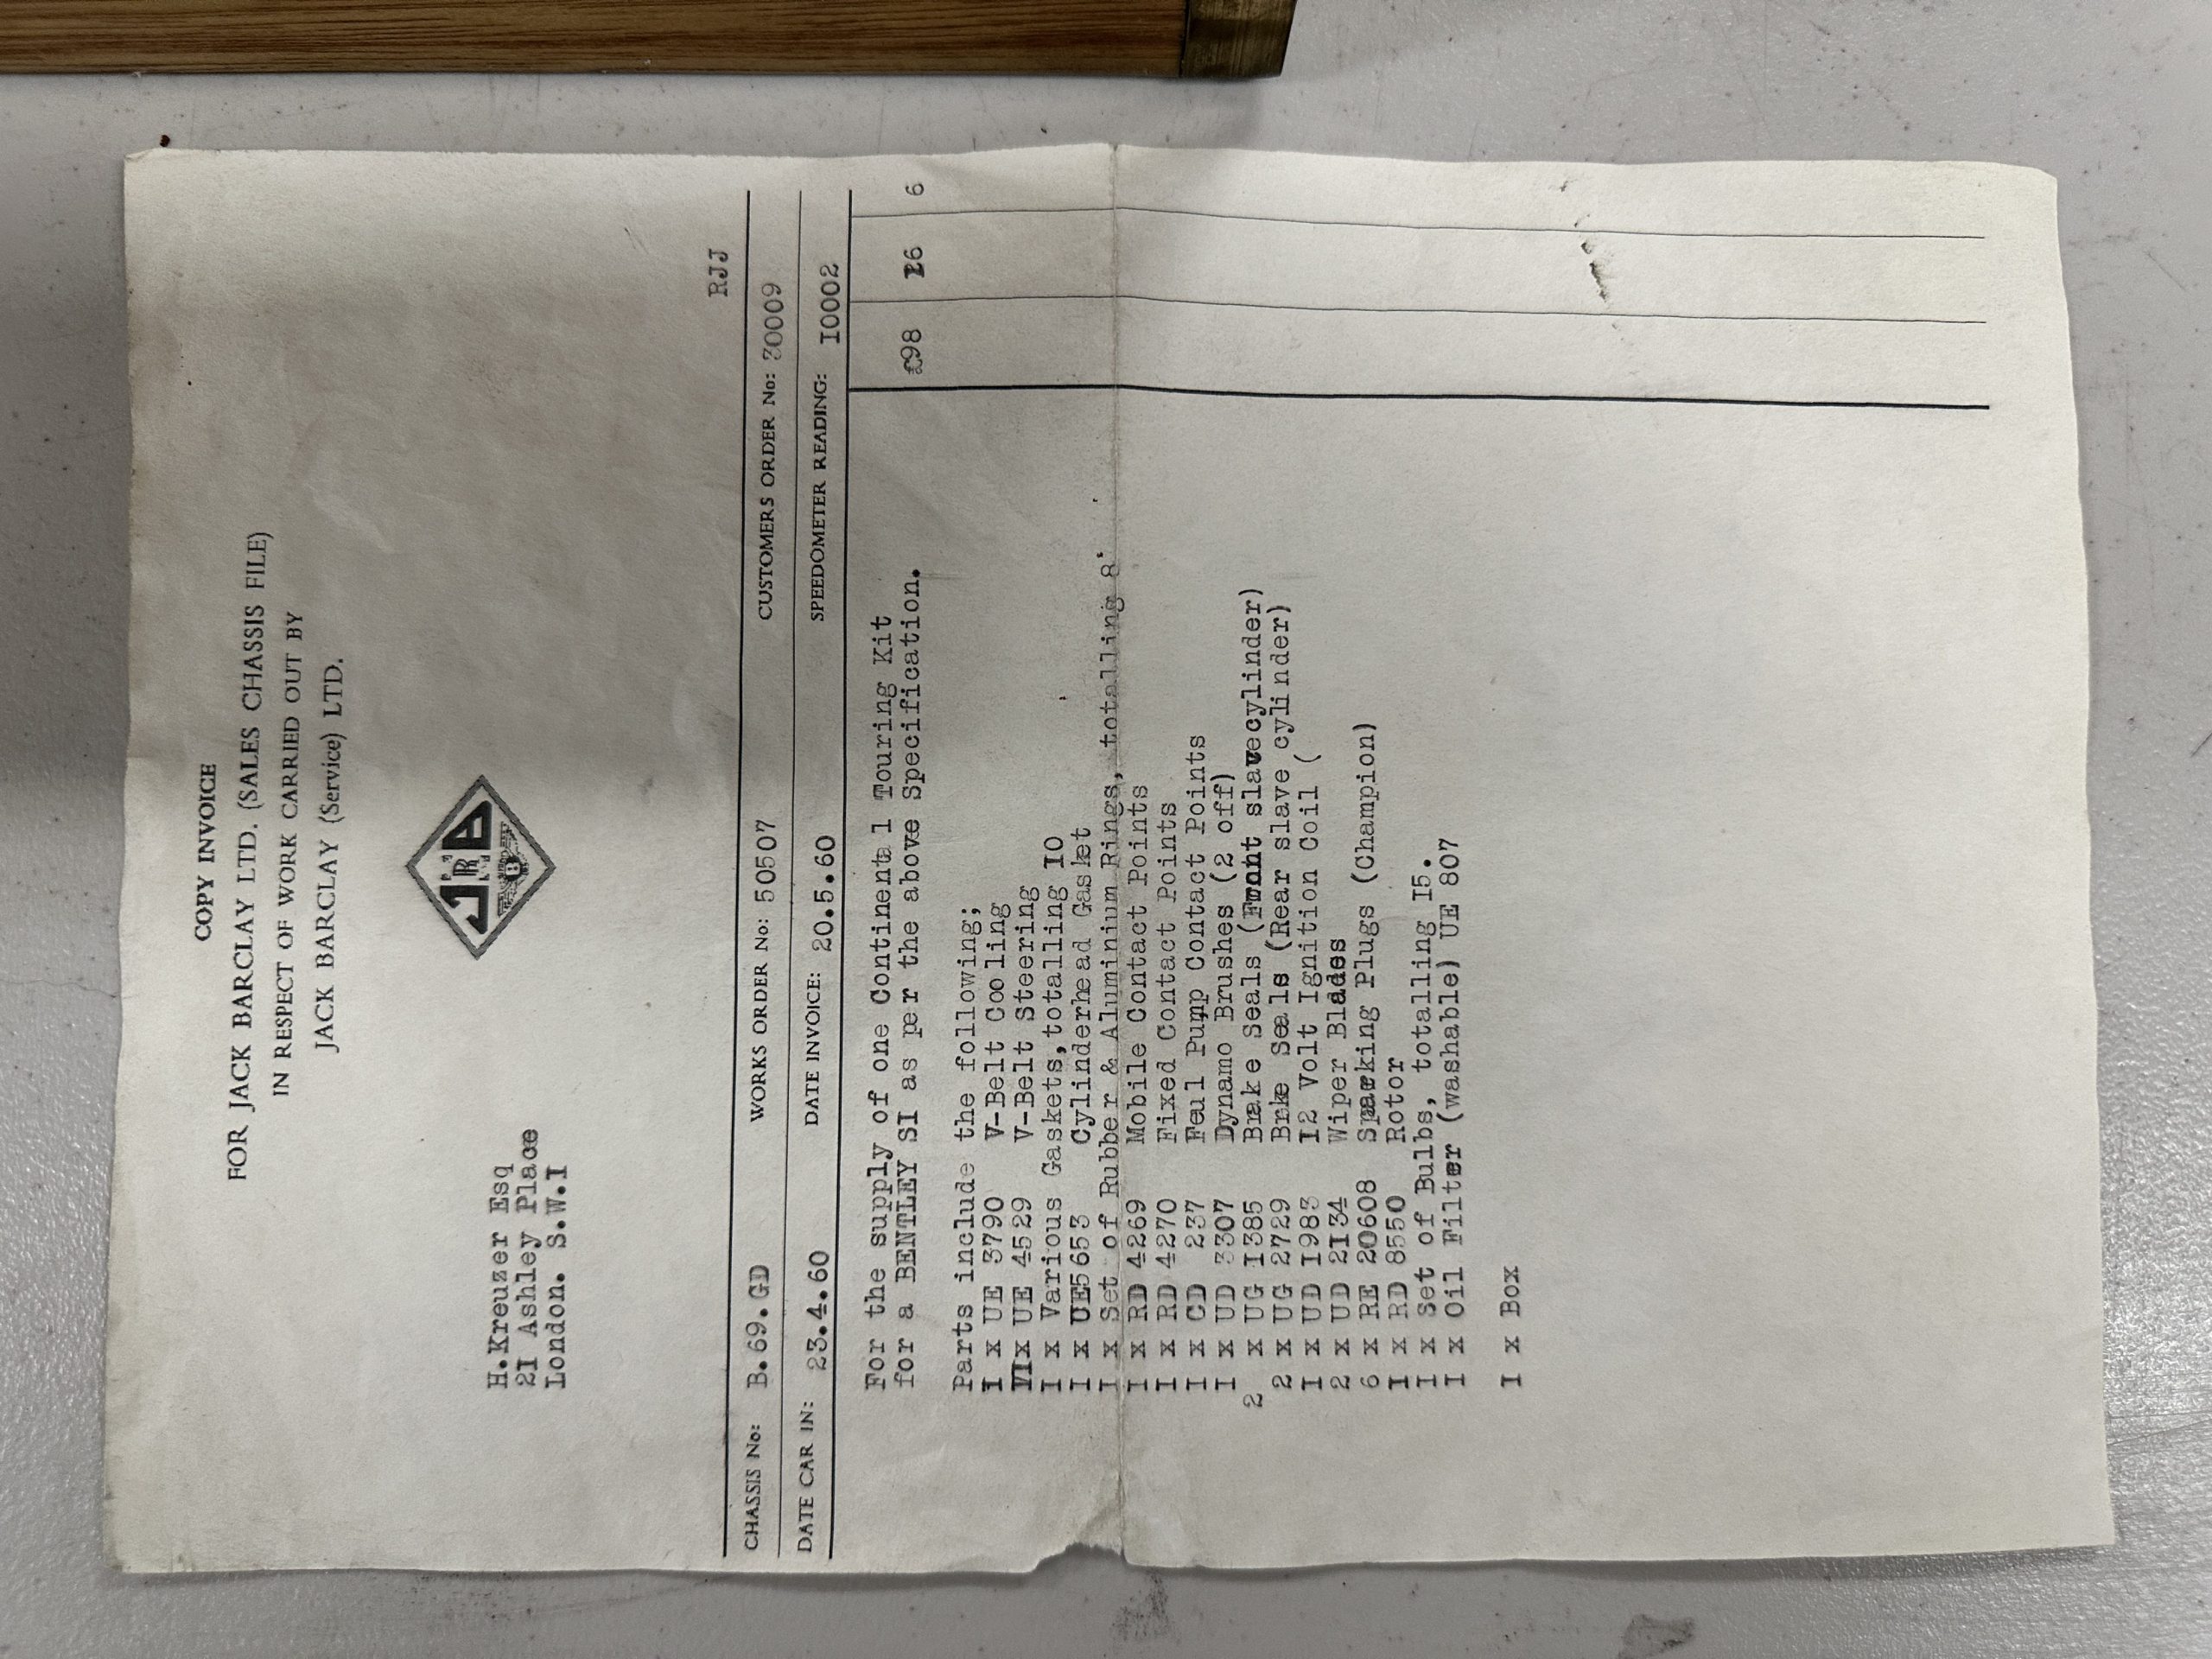 COPY INVOICE
FOR JACK BARCLAY LTD. (SALES CHASSIS FILE)
IN RESPECT OF WORK CARRIED OUT BY
JACK BARCLAY (Service) LTD.
JRB
B
H.Kreuzer Esq
2I Ashley Place
London. S.W.I
RJJ
CHASSIS No: B.69.GD WORKS ORDER No: 50507 CUSTOMERS ORDER No: 30009
DATE CAR IN: 23.4.60 DATE INVOICE: 20.5.60 SPEEDOMETER READING: I0002
For the supply of one Continental Touring Kit
for a BENTLEY SI as per the above Specification. £98 I6 6
Parts include the following;
I x UE 3790 V-Belt Cooling
I x UE 4529 V-Belt Steering
I x Various Gaskets,totalling IO
I x UE5653 Cylinderhead Gasket
I x Set of Rubber & Aluminium Rings, totalling 8.
I x RD 4269 Mobile Contact Points
I x RD 4270 Fixed Contact Points
I x CD 237 Feul Pump Contact Points
I x UD 3307 Dynamo Brushes (2 off)
2 x UG I385 Brake Seals (Front slavecylinder)
2 x UG 2729 Brke Seals (Rear slave cylinder)
I x UD I983 I2 Volt Ignition Coil (
2 x UD 2I34 Wiper Blades
6 x RE 20608 Sparking Plugs (Champion)
I x RD 8550 Rotor
I x Set of Bulbs, totalling I5.
I x Oil Filter (washable) UE 807
I x Box